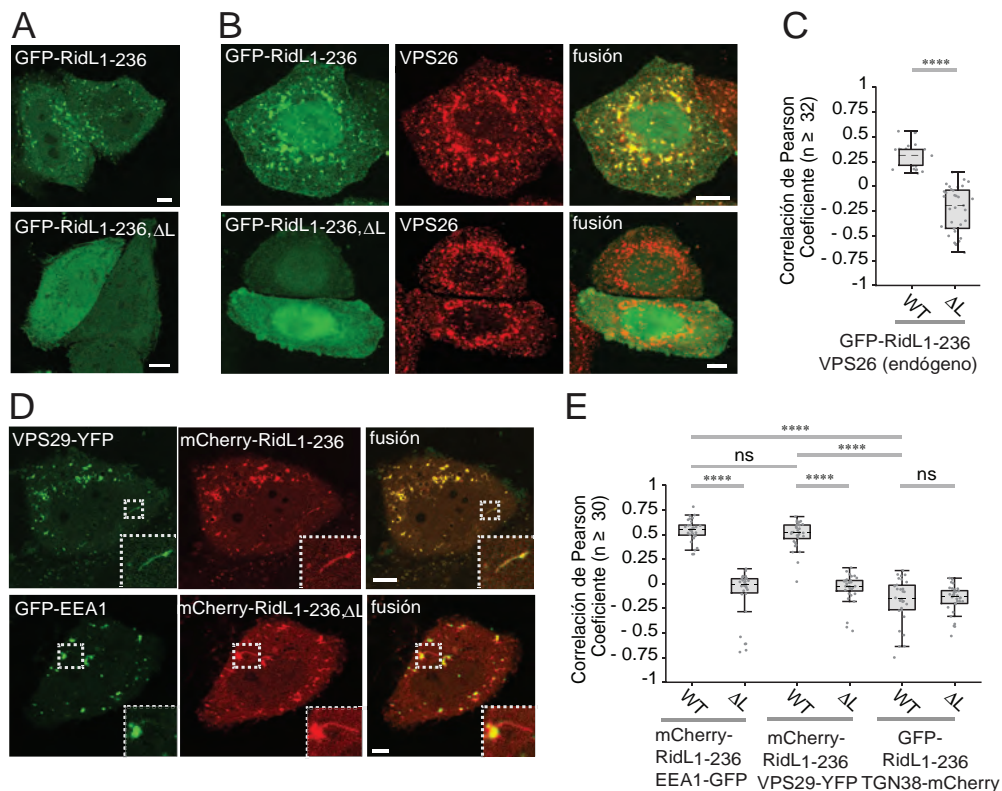 A
GFP-RidL1-236
GFP-RidL1-236,ΔL
B
GFP-RidL1-236
VPS26
fusión
GFP-RidL1-236,ΔL
VPS26
fusión
C
Correlación de Pearson
Coeficiente (n ≥ 32)
****
1
0.75
0.5
0.25
0
- 0.25
- 0.5
- 0.75
-1
WT
ΔL
GFP-RidL1-236
VPS26 (endógeno)
D
VPS29-YFP
mCherry-RidL1-236
fusión
GFP-EEA1
mCherry-RidL1-236,ΔL
fusión
E
Correlación de Pearson
Coeficiente (n ≥ 30)
****
ns
****
****
****
ns
1
0.75
0.5
0.25
0
-0.25
- 0.5
-0.75
-1
WT
ΔL
WT
ΔL
WT
ΔL
mCherry-
RidL1-236
EEA1-GFP
mCherry-
RidL1-236
VPS29-YFP
GFP-
RidL1-236
TGN38-mCherry